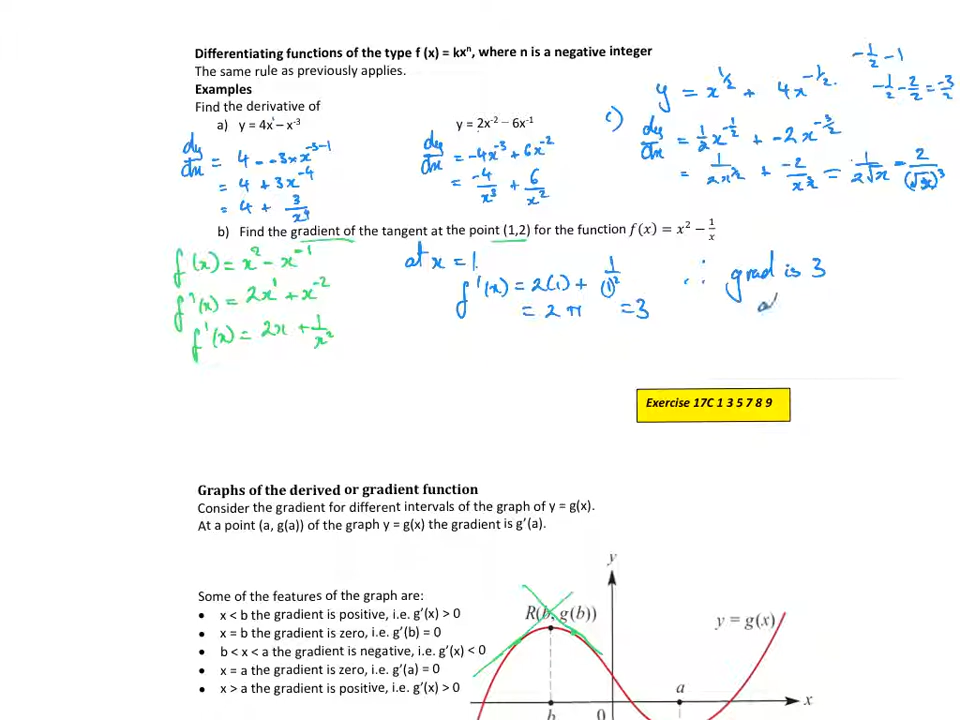 Differentiating functions of the type f (x) = kxⁿ, where n is a negative integer
The same rule as previously applies.
Examples
Find the derivative of
a) y = 4x¹ – x⁻³
dy/dx = 4 - -3 × x⁻³⁻¹
= 4 + 3x⁻⁴
= 4 + 3/x⁴
y = 2x⁻² – 6x⁻¹
dy/dx = -4x⁻³ + 6x⁻²
= -4/x³ + 6/x²
c) y = x^½ + 4x^-½.
-½ - 1
-½ - 2/2 = -3/2
dy/dx = ½x^-½ + -2x^-3/2
= 1/2x^½ + -2/x^3/2 = 1/2√x - 2/(√x)³
b) Find the gradient of the tangent at the point (1,2) for the function f(x) = x² − 1/x
f(x) = x² - x⁻¹
f'(x) = 2x¹ + x⁻²
f'(x) = 2x + 1/x²
at x = 1.
f'(x) = 2(1) + 1/(1)²
= 2 = 3
∴ grad is 3
Exercise 17C 1 3 5 7 8 9
Graphs of the derived or gradient function
Consider the gradient for different intervals of the graph of y = g(x).
At a point (a, g(a)) of the graph y = g(x) the gradient is g'(a).
Some of the features of the graph are:
• x < b the gradient is positive, i.e. g'(x) > 0
• x = b the gradient is zero, i.e. g'(b) = 0
• b < x < a the gradient is negative, i.e. g'(x) < 0
• x = a the gradient is zero, i.e. g'(a) = 0
• x > a the gradient is positive, i.e. g'(x) > 0
y
R(b, g(b))
y = g(x)
a
x
b
0